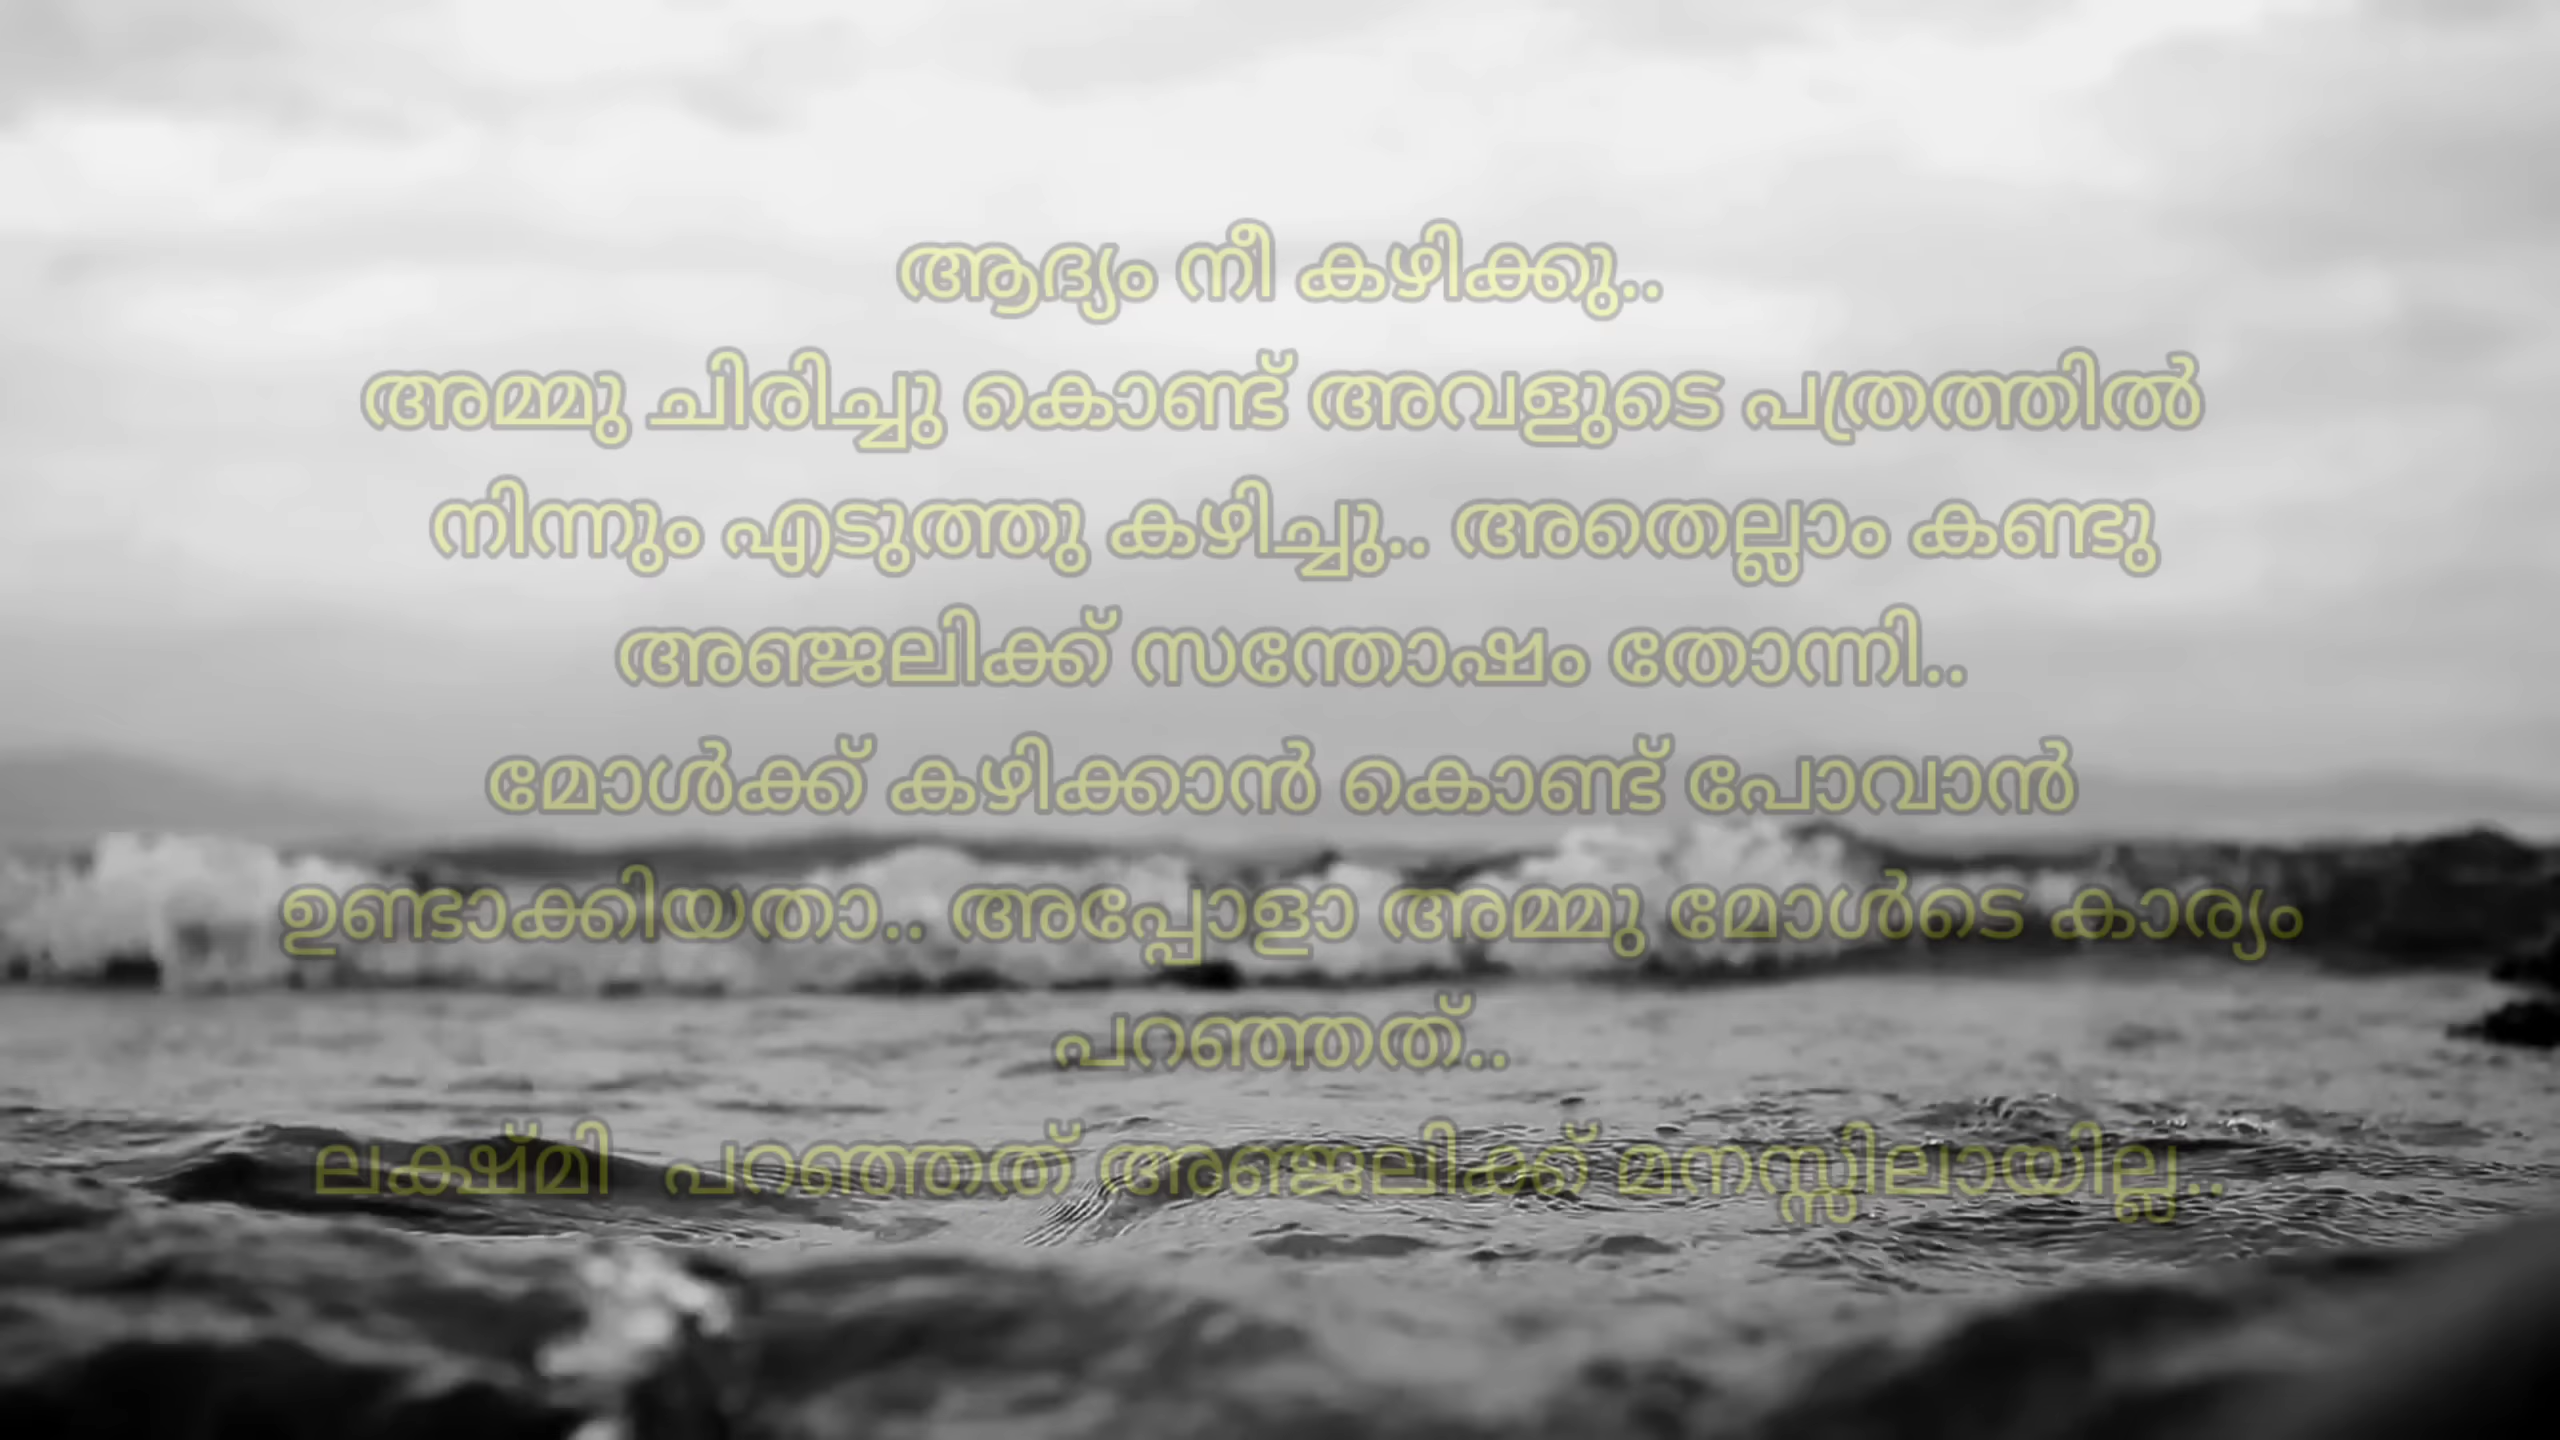 ആദ്യം നീ കഴിക്കു..
അമ്മു ചിരിച്ചു കൊണ്ട് അവളുടെ പത്രത്തിൽ
നിന്നും എടുത്തു കഴിച്ചു.. അതെല്ലാം കണ്ടു
അഞ്ജലിക്ക് സന്തോഷം തോന്നി..
മോൾക്ക് കഴിക്കാൻ കൊണ്ട് പോവാൻ
ഉണ്ടാക്കിയതാ.. അപ്പോളാ അമ്മു മോൾടെ കാര്യം
പറഞ്ഞത്..
ലക്ഷ്മി പറഞ്ഞത് അഞ്ജലിക്ക് മനസ്സിലായില്ല..